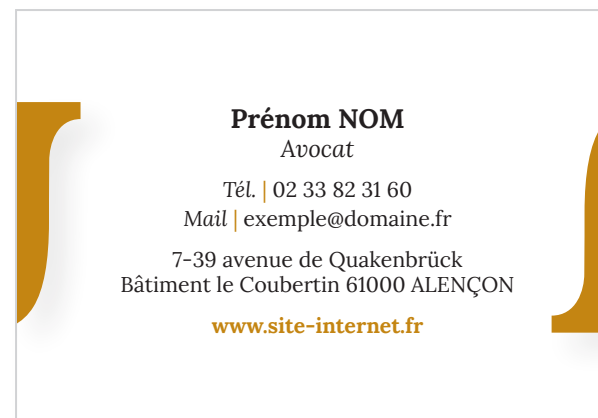 Prénom NOM
Avocat
Tél. | 02 33 82 31 60
Mail | exemple@domaine.fr
7-39 avenue de Quakenbrück
Bâtiment le Coubertin 61000 ALENÇON
www.site-internet.fr